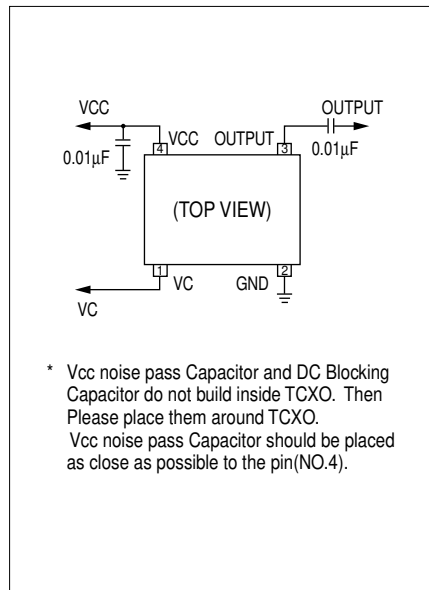 VCC
OUTPUT
VCC
OUTPUT
4
3
0.01μF
0.01μF
(TOP VIEW)
1
2
VC
GND
VC
* Vcc noise pass Capacitor and DC Blocking
Capacitor do not build inside TCXO. Then
Please place them around TCXO.
Vcc noise pass Capacitor should be placed
as close as possible to the pin(NO.4).